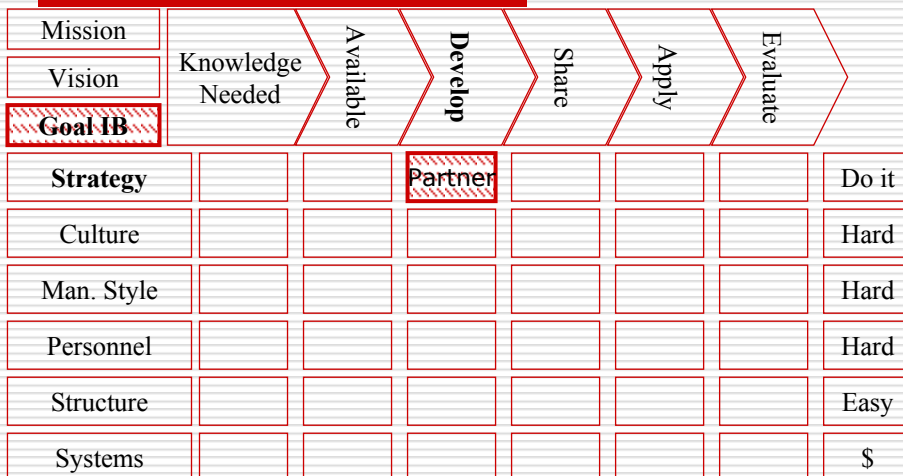 Mission
Vision
Goal IB
Knowledge
Needed
Available
Develop
Share
Apply
Evaluate
Strategy
Partner
Do it
Culture
Hard
Man. Style
Hard
Personnel
Hard
Structure
Easy
Systems
$